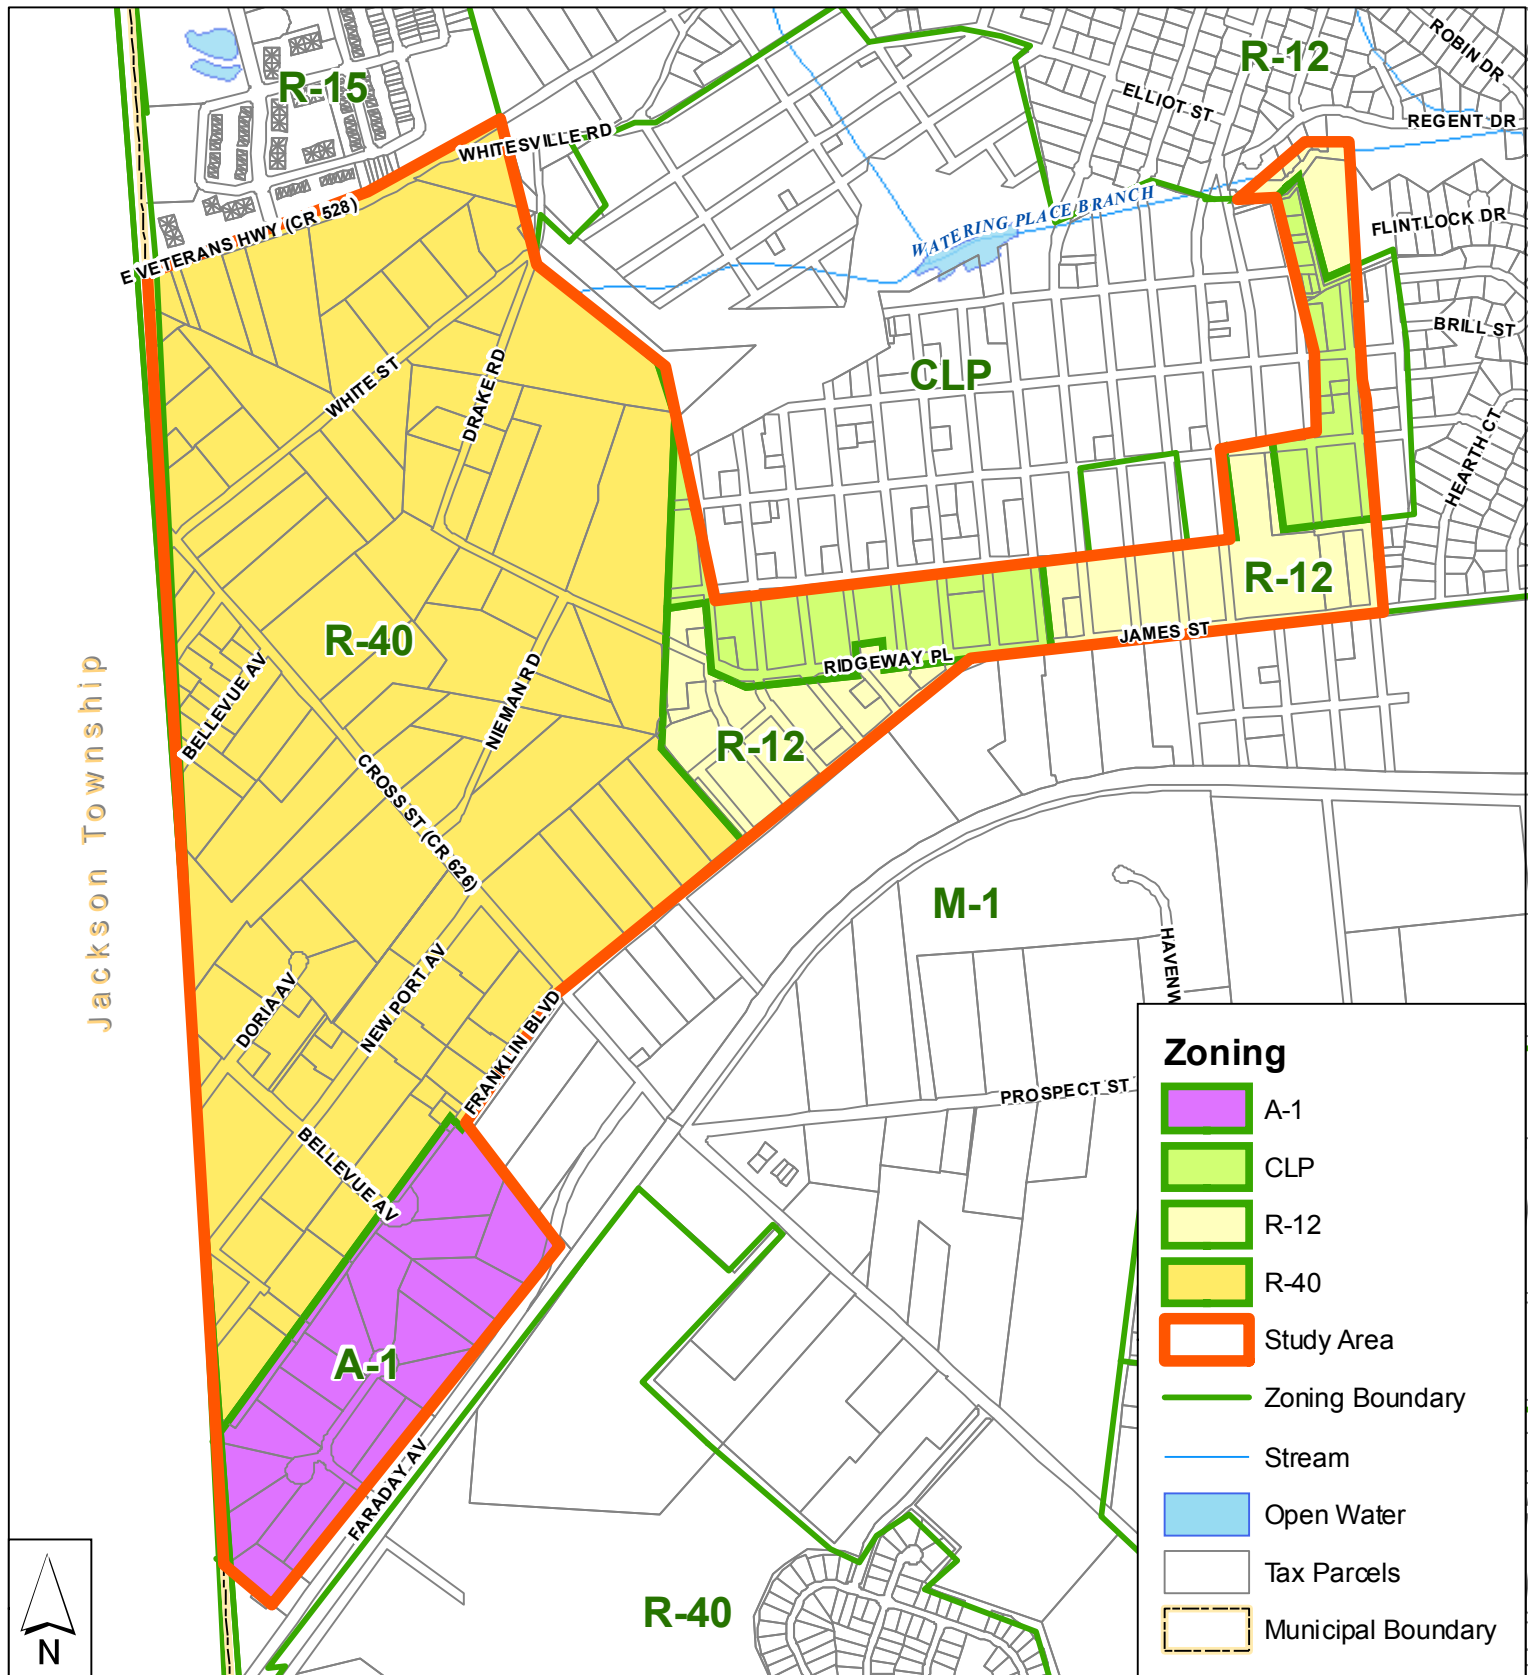 R-15
R-12
ROBIN DR
ELLIOT ST
REGENT DR
WHITESVILLE RD
E VETERANS HWY (CR 528)
WATERING PLACE BRANCH
FLINTLOCK DR
BRILL ST
WHITE ST
DRAKE RD
CLP
HEARTH CT
R-12
R-40
JAMES ST
RIDGEWAY PL
BELLEVUE AV
NIEMAN RD
R-12
Jackson Township
CROSS ST (CR 626)
M-1
HAVENW
DORIA AV
NEW PORT AV
FRANKLIN BLVD
PROSPECT ST
BELLEVUE AV
A-1
FARADAY AV
R-40
N
Zoning
A-1
CLP
R-12
R-40
Study Area
Zoning Boundary
Stream
Open Water
Tax Parcels
Municipal Boundary